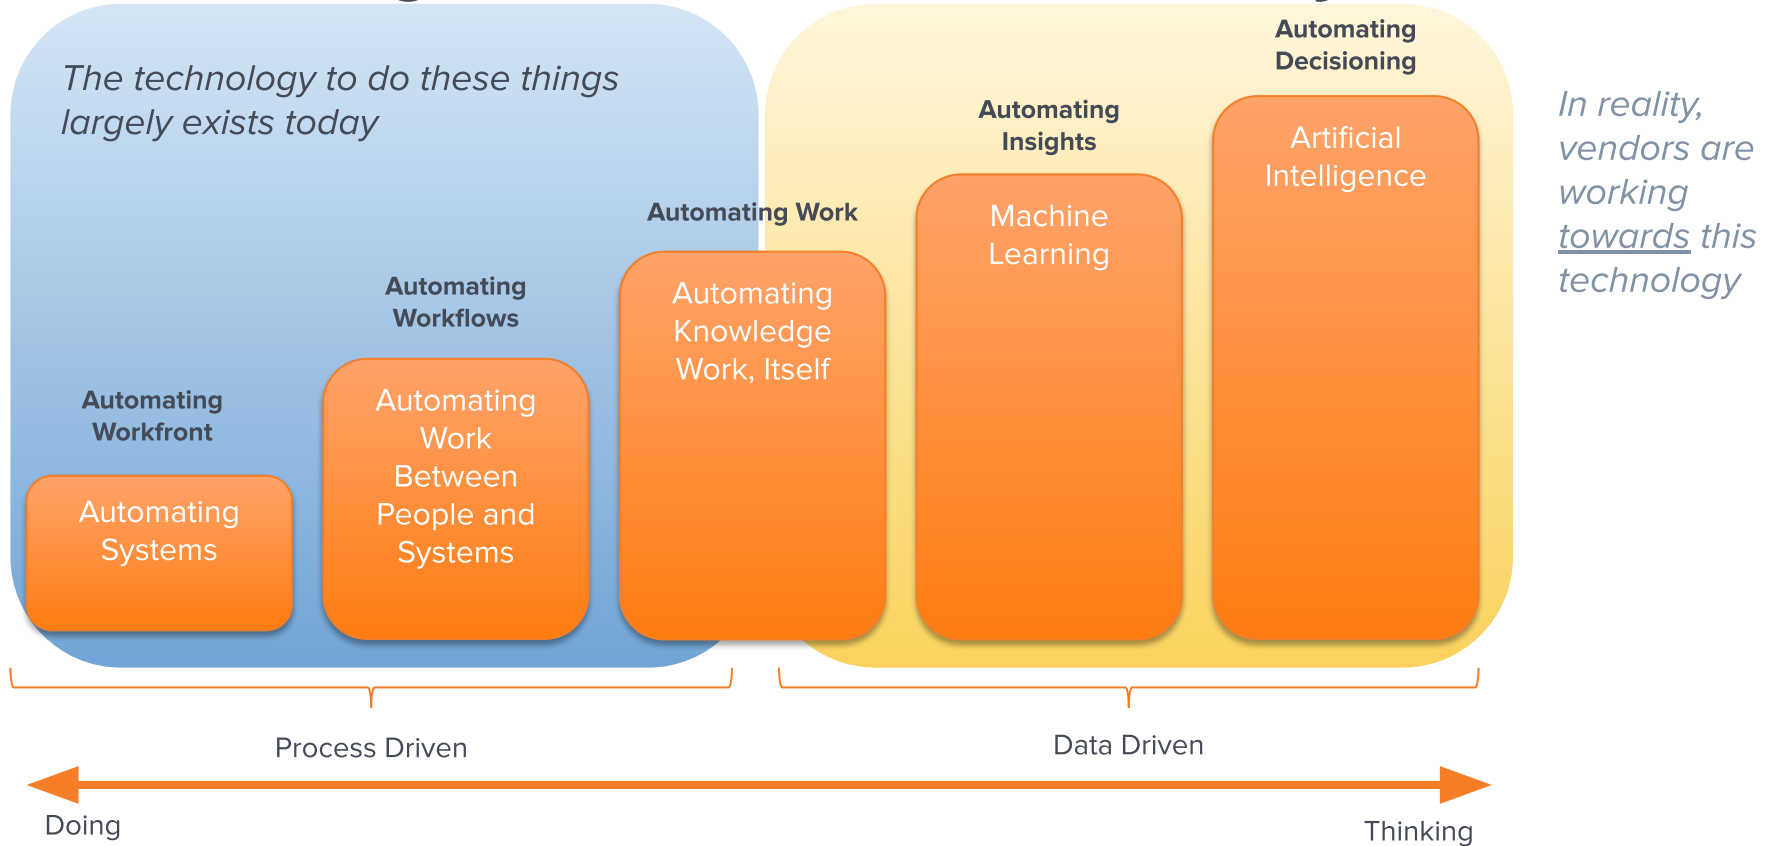 The technology to do these things
largely exists today
Automating
Workfront
Automating
Systems
Automating
Workflows
Automating
Work
Between
People and
Systems
Automating Work
Automating
Knowledge
Work, Itself
Automating
Insights
Machine
Learning
Automating
Decisioning
Artificial
Intelligence
In reality,
vendors are
working
towards this
technology
Process Driven
Data Driven
Doing
Thinking